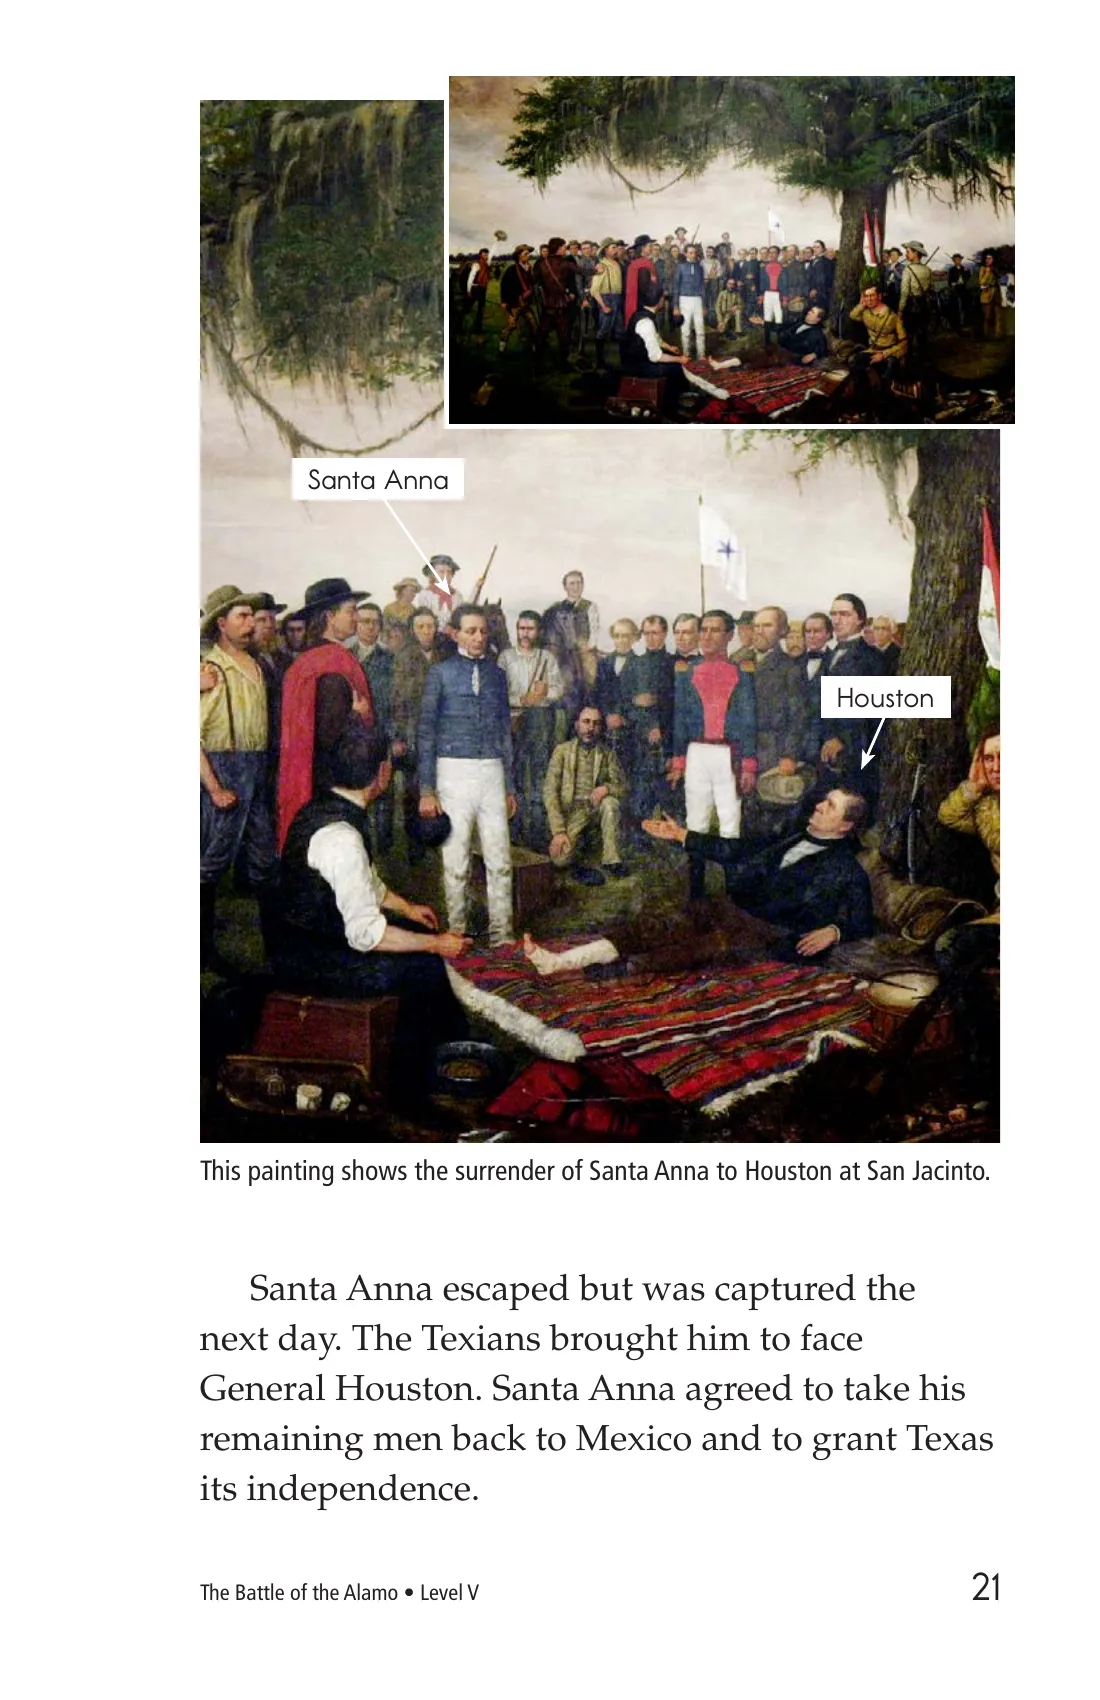 Santa Anna
Houston
This painting shows the surrender of Santa Anna to Houston at San Jacinto.
Santa Anna escaped but was captured the
next day. The Texians brought him to face
General Houston. Santa Anna agreed to take his
remaining men back to Mexico and to grant Texas
its independence.
The Battle of the Alamo • Level V
21